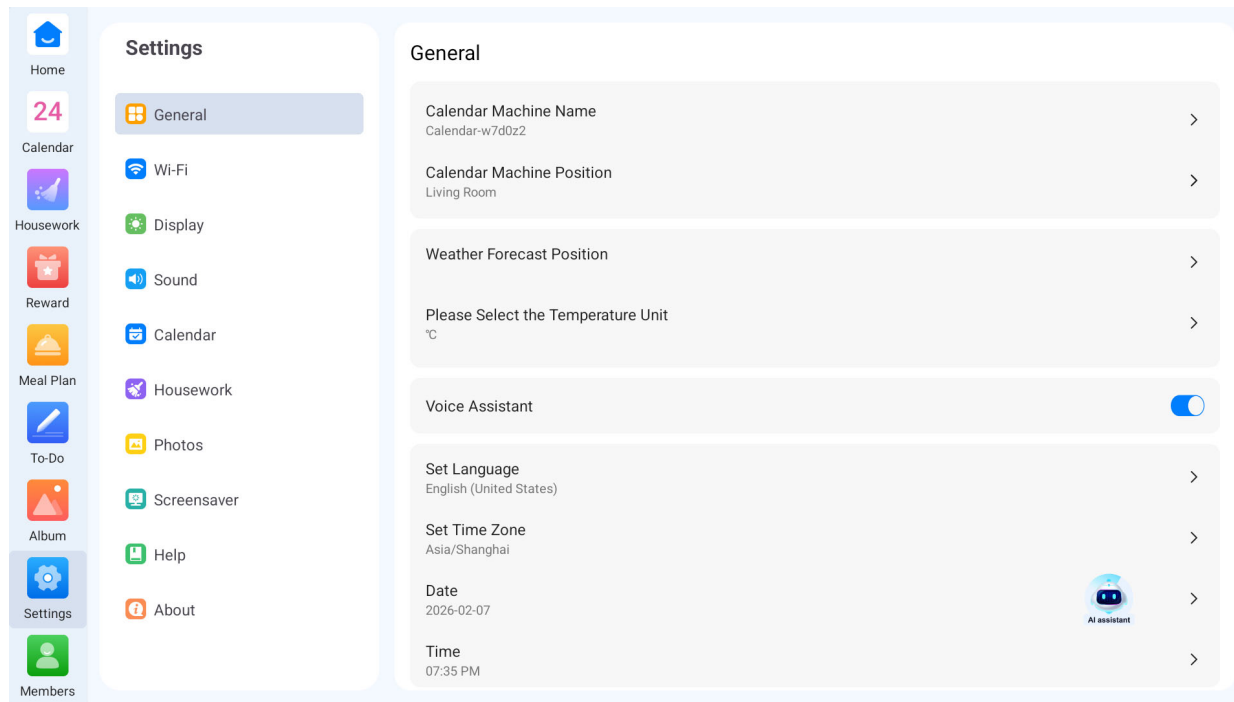 Home
24
Calendar
Housework
Reward
Meal Plan
To-Do
Album
Settings
Members
Settings
General
Wi-Fi
Display
Sound
Calendar
Housework
Photos
Screensaver
Help
About
General
Calendar Machine Name
Calendar-w7d0z2
Calendar Machine Position
Living Room
Weather Forecast Position
Please Select the Temperature Unit
℃
Voice Assistant
Set Language
English (United States)
Set Time Zone
Asia/Shanghai
Date
2026-02-07
AI assistant
Time
07:35 PM